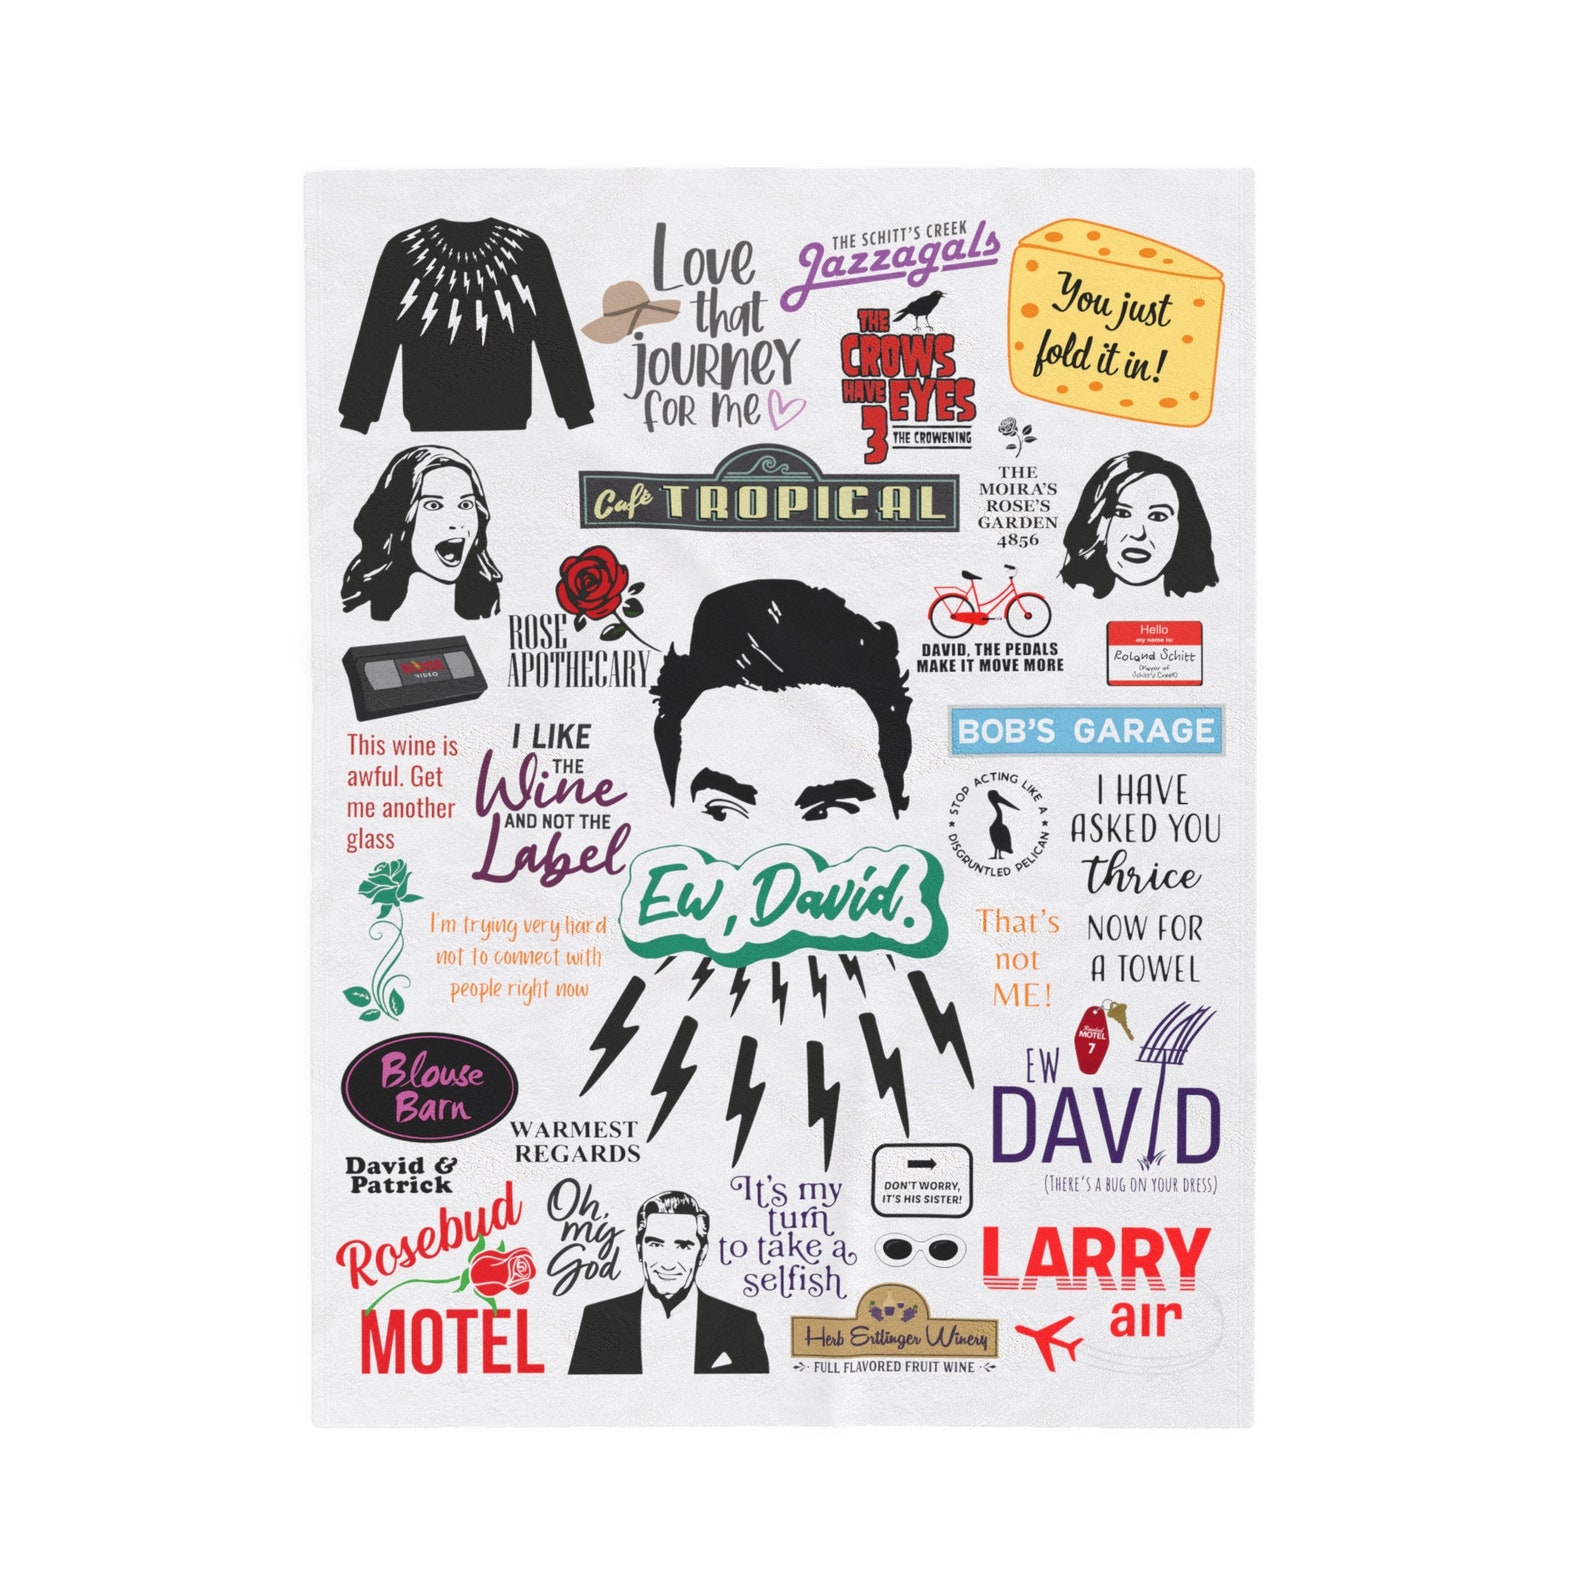 Love
that
journey
for me
THE SCHITT'S CREEK
Jazzagals
THE
CROWS
HAVE EYES
3 THE CROWENING
You just
fold it in!
Café TROPICAL
THE
MOIRA'S
ROSE'S
GARDEN
4856
ROSE
APOTHECARY
DAVID, THE PEDALS
MAKE IT MOVE MORE
Hello
my name is:
Roland Schitt
(Mayor of
Schitt's Creek)
VIDEO
BOB'S GARAGE
This wine is
awful. Get
me another
glass
I LIKE
THE
Wine
AND NOT THE
Label
STOP ACTING LIKE A
DISGRUNTLED PELICAN
I HAVE
ASKED YOU
thrice
NOW FOR
A TOWEL
Ew, David.
I'm trying very hard
not to connect with
people right now
That's
not
ME!
Rosebud
MOTEL
7
EW
DAVID
(THERE'S A BUG ON YOUR DRESS)
Blouse
Barn
WARMEST
REGARDS
David &
Patrick
DON'T WORRY,
IT'S HIS SISTER!
Rosebud
MOTEL
Oh,
my
God
It's my
turn
to take a
selfish
LARRY
air
Herb Ertlinger Winery
FULL FLAVORED FRUIT WINE